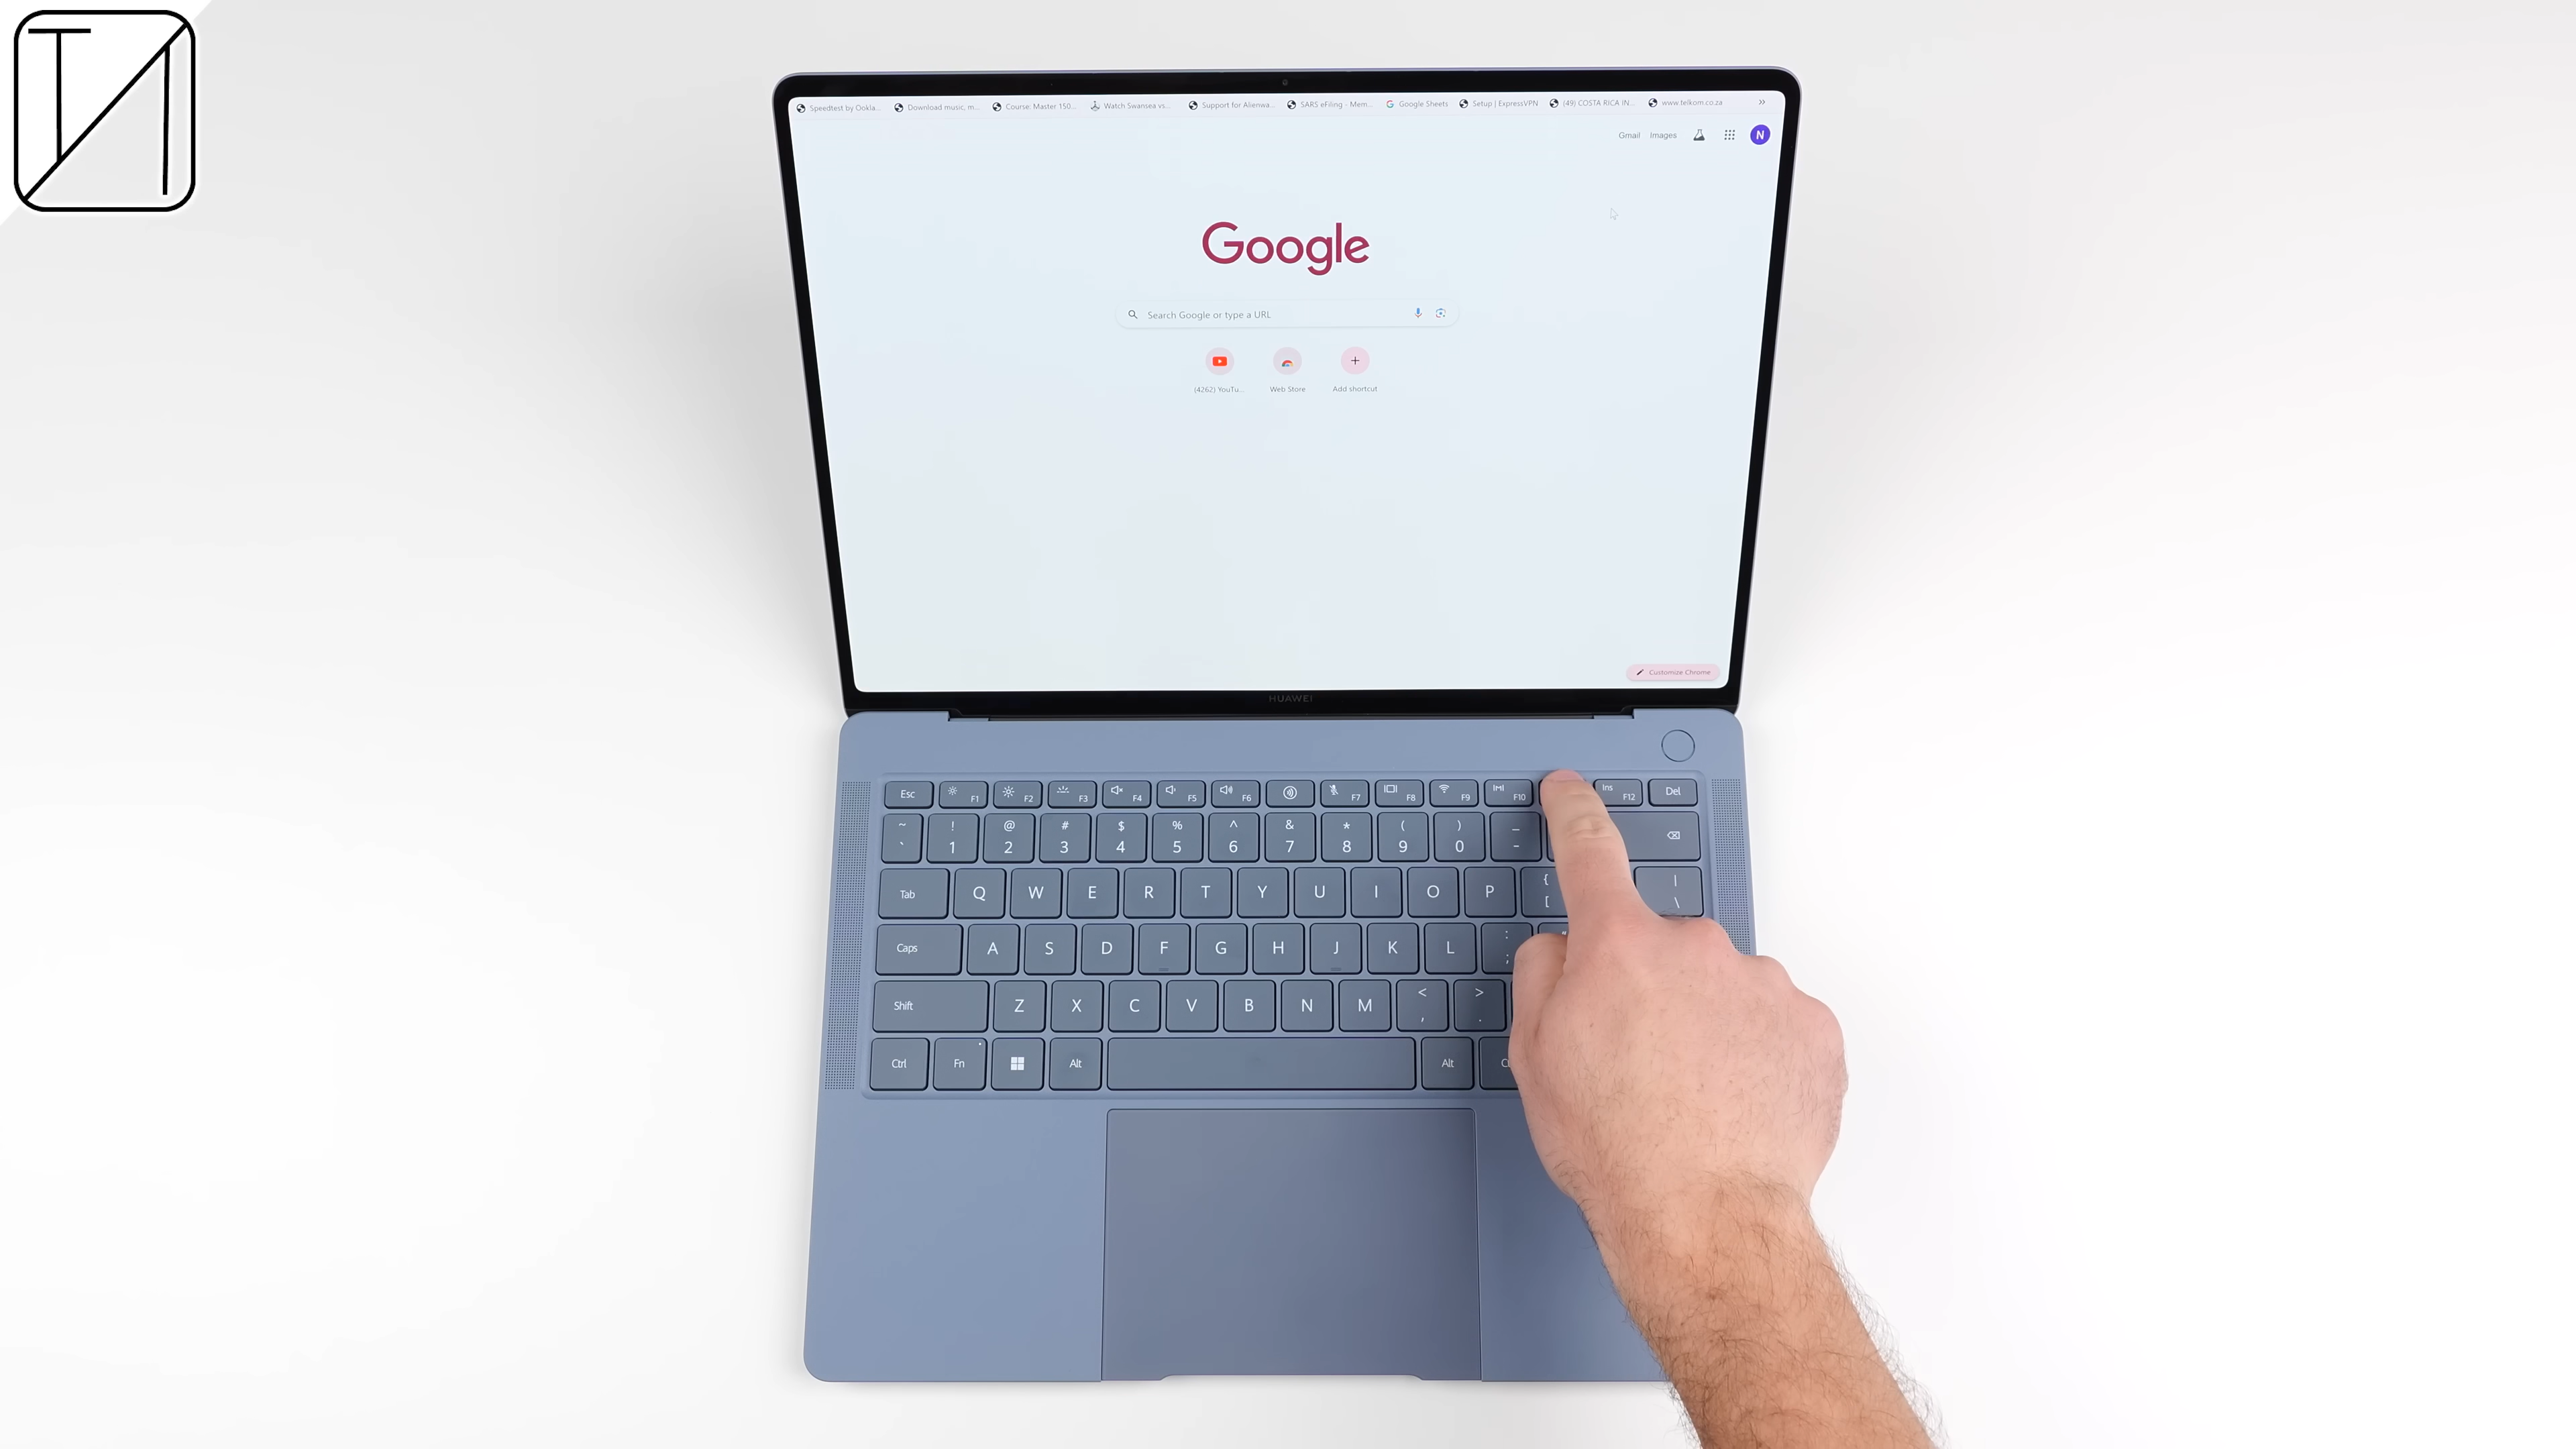 Speedtest by Ookla... Download music, m... Course: Master 150... Watch Swansea vs... Support for Alienwa... SARS eFiling - Mem... Google Sheets Setup | ExpressVPN (49) COSTA RICA IN... www.telkom.co.za »
Gmail Images N
Google
Search Google or type a URL
(4262) YouTu... Web Store Add shortcut
Customize Chrome
HUAWEI
Esc F1 F2 F3 F4 F5 F6 F7 F8 F9 F10 Ins F12 Del
~ ` ! 1 @ 2 # 3 $ 4 % 5 ^ 6 & 7 * 8 ( 9 ) 0 _ -
Tab Q W E R T Y U I O P { [ | \
Caps A S D F G H J K L : ; "
Shift Z X C V B N M < , > .
Ctrl Fn Alt Alt